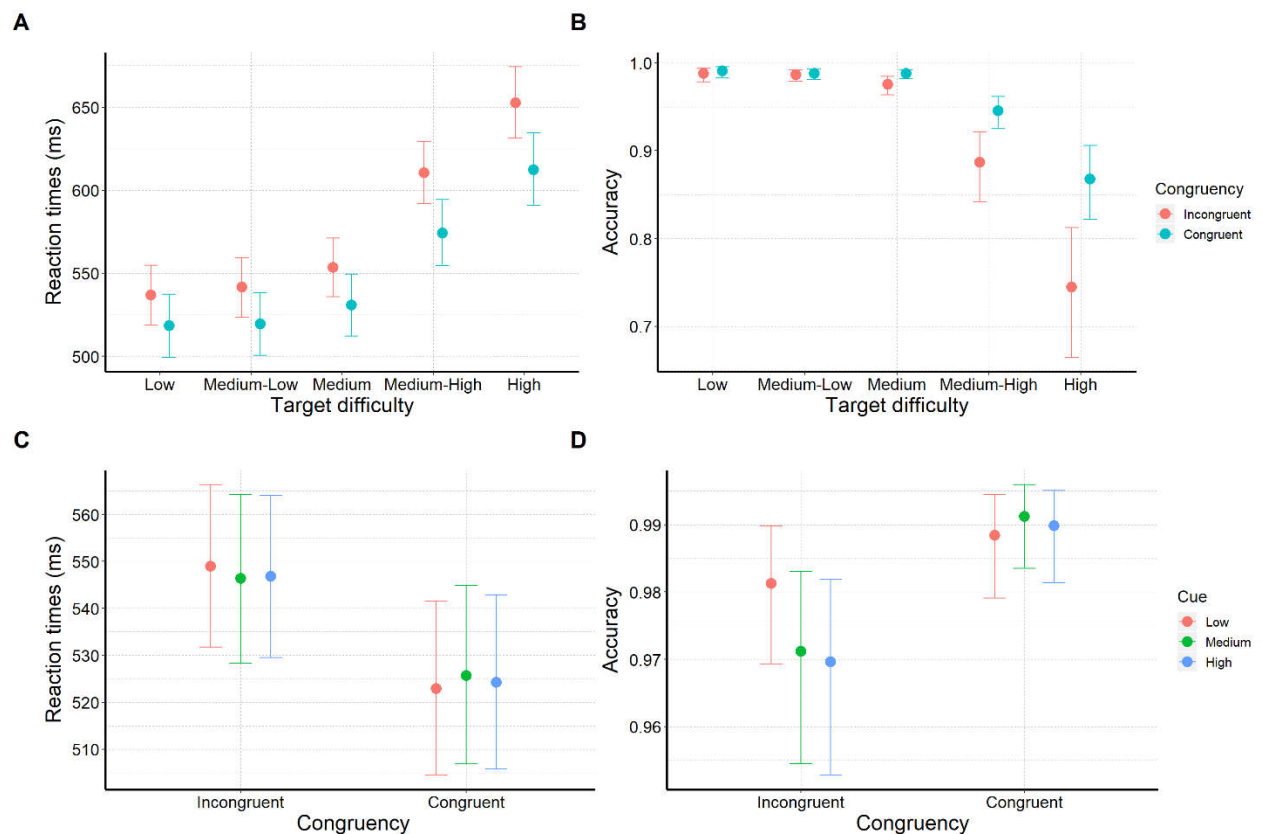 A
Reaction times (ms)
650
600
550
500
Low Medium-Low Medium Medium-High High
Target difficulty
B
Accuracy
1.0
0.9
0.8
0.7
Low Medium-Low Medium Medium-High High
Target difficulty
Congruency
Incongruent
Congruent
C
Reaction times (ms)
560
550
540
530
520
510
Incongruent Congruent
Congruency
D
Accuracy
0.99
0.98
0.97
0.96
Incongruent Congruent
Congruency
Cue
Low
Medium
High